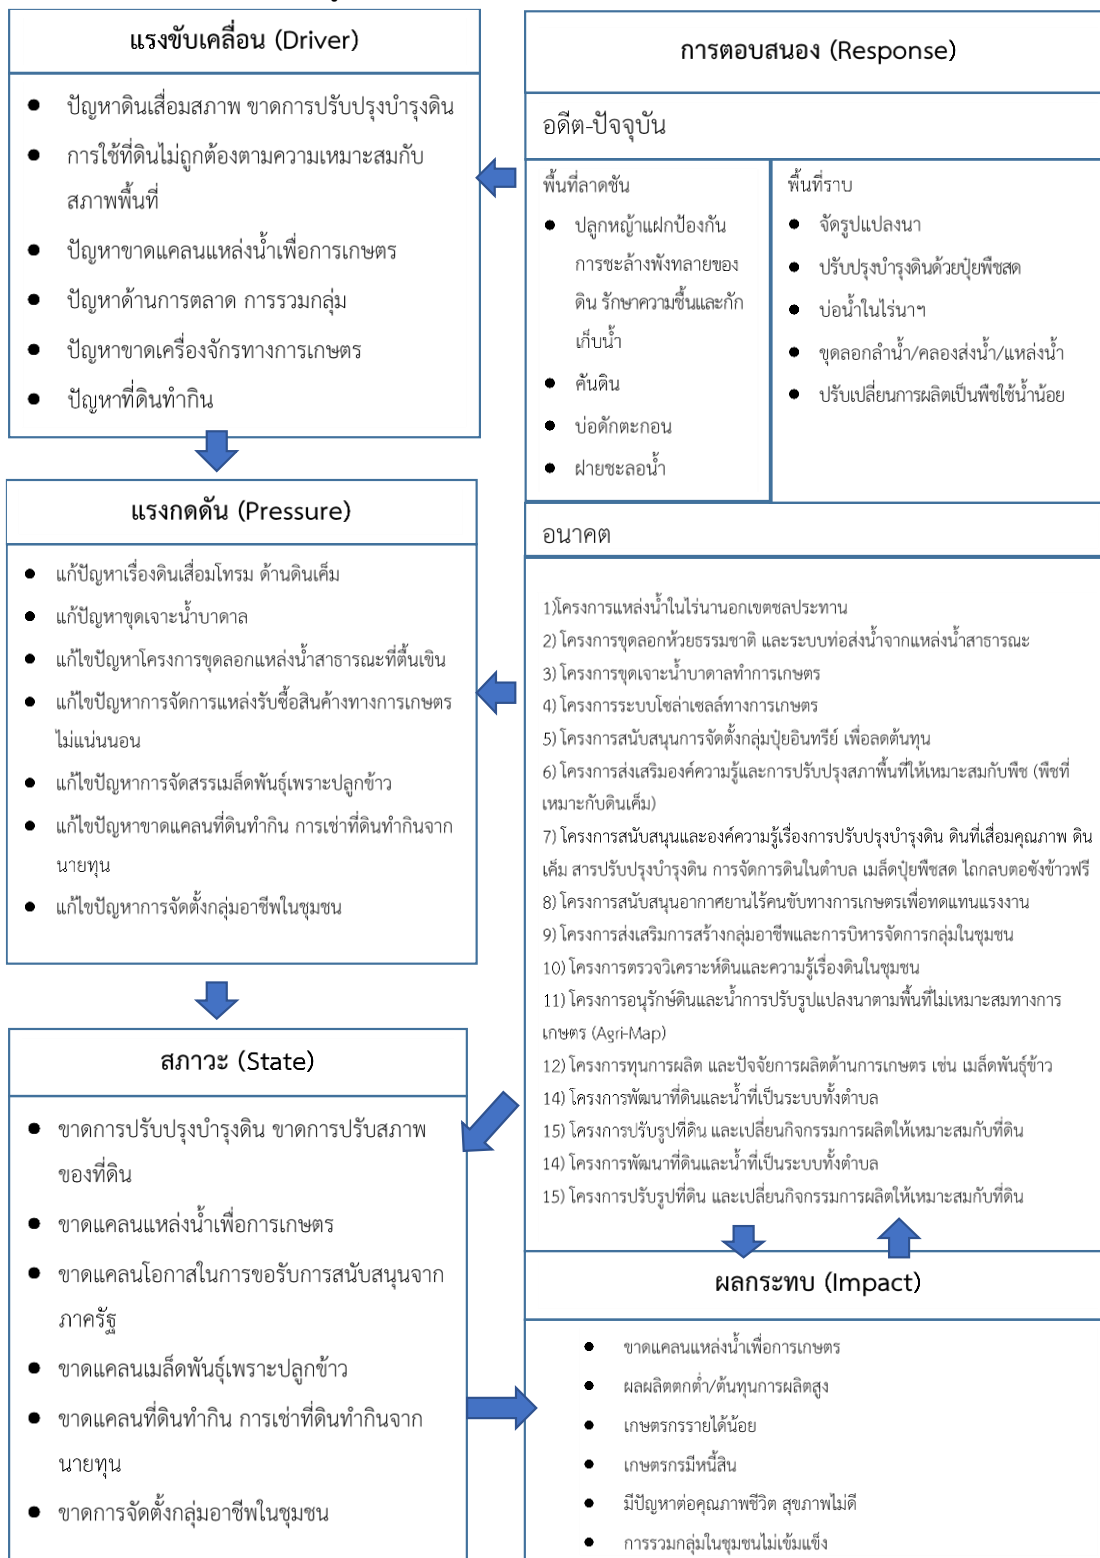 แรงขับเคลื่อน (Driver)
● ปัญหาดินเสื่อมสภาพ ขาดการปรับปรุงบำรุงดิน
● การใช้ที่ดินไม่ถูกต้องตามความเหมาะสมกับ
สภาพพื้นที่
● ปัญหาขาดแคลนแหล่งน้ำเพื่อการเกษตร
● ปัญหาด้านการตลาด การรวมกลุ่ม
● ปัญหาขาดเครื่องจักรทางการเกษตร
● ปัญหาที่ดินทำกิน
แรงกดดัน (Pressure)
● แก้ปัญหาเรื่องดินเสื่อมโทรม ด้านดินเค็ม
● แก้ปัญหาขุดเจาะน้ำบาดาล
● แก้ไขปัญหาโครงการขุดลอกแหล่งน้ำสาธารณะที่ตื้นเขิน
● แก้ไขปัญหาการจัดการแหล่งรับซื้อสินค้างทางการเกษตร
ไม่แน่นนอน
● แก้ไขปัญหาการจัดสรรเมล็ดพันธุ์เพราะปลูกข้าว
● แก้ไขปัญหาขาดแคลนที่ดินทำกิน การเช่าที่ดินทำกินจาก
นายทุน
● แก้ไขปัญหาการจัดตั้งกลุ่มอาชีพในชุมชน
สภาวะ (State)
● ขาดการปรับปรุงบำรุงดิน ขาดการปรับสภาพ
ของที่ดิน
● ขาดแคลนแหล่งน้ำเพื่อการเกษตร
● ขาดแคลนโอกาสในการขอรับการสนับสนุนจาก
ภาครัฐ
● ขาดแคลนเมล็ดพันธุ์เพราะปลูกข้าว
● ขาดแคลนที่ดินทำกิน การเช่าที่ดินทำกินจาก
นายทุน
● ขาดการจัดตั้งกลุ่มอาชีพในชุมชน
การตอบสนอง (Response)
อดีต-ปัจจุบัน
พื้นที่ลาดชัน
● ปลูกหญ้าแฝกป้องกัน
การชะล้างพังทลายของ
ดิน รักษาความชื้นและกัก
เก็บน้ำ
● คันดิน
● บ่อดักตะกอน
● ฝายชะลอน้ำ
พื้นที่ราบ
● จัดรูปแปลงนา
● ปรับปรุงบำรุงดินด้วยปุ๋ยพืชสด
● บ่อน้ำในไร่นาฯ
● ขุดลอกลำน้ำ/คลองส่งน้ำ/แหล่งน้ำ
● ปรับเปลี่ยนการผลิตเป็นพืชใช้น้ำน้อย
อนาคต
1)โครงการแหล่งน้ำในไร่นานอกเขตชลประทาน
2) โครงการขุดลอกห้วยธรรมชาติ และระบบท่อส่งน้ำจากแหล่งน้ำสาธารณะ
3) โครงการขุดเจาะน้ำบาดาลทำการเกษตร
4) โครงการระบบโซล่าเซลล์ทางการเกษตร
5) โครงการสนับสนุนการจัดตั้งกลุ่มปุ๋ยอินทรีย์ เพื่อลดต้นทุน
6) โครงการส่งเสริมองค์ความรู้และการปรับปรุงสภาพื้นที่ให้เหมาะสมกับพืช (พืชที่
เหมาะกับดินเค็ม)
7) โครงการสนับสนุนและองค์ความรู้เรื่องการปรับปรุงบำรุงดิน ดินที่เสื่อมคุณภาพ ดิน
เค็ม สารปรับปรุงบำรุงดิน การจัดการดินในตำบล เมล็ดปุ๋ยพืชสด ไถกลบตอซังข้าวฟรี
8) โครงการสนับสนุนอากาศยานไร้คนขับทางการเกษตรเพื่อทดแทนแรงงาน
9) โครงการส่งเสริมการสร้างกลุ่มอาชีพและการบิหารจัดการกลุ่มในชุมชน
10) โครงการตรวจวิเคราะห์ดินและความรู้เรื่องดินในชุมชน
11) โครงการอนุรักษ์ดินและน้ำการปรับรูปแปลงนาตามพื้นที่ไม่เหมาะสมทางการ
เกษตร (Agri-Map)
12) โครงการทุนการผลิต และปัจจัยการผลิตด้านการเกษตร เช่น เมล็ดพันธุ์ข้าว
14) โครงการพัฒนาที่ดินและน้ำที่เป็นระบบทั้งตำบล
15) โครงการปรับรูปที่ดิน และเปลี่ยนกิจกรรมการผลิตให้เหมาะสมกับที่ดิน
14) โครงการพัฒนาที่ดินและน้ำที่เป็นระบบทั้งตำบล
15) โครงการปรับรูปที่ดิน และเปลี่ยนกิจกรรมการผลิตให้เหมาะสมกับที่ดิน
ผลกระทบ (Impact)
● ขาดแคลนแหล่งน้ำเพื่อการเกษตร
● ผลผลิตตกต่ำ/ต้นทุนการผลิตสูง
● เกษตรกรรายได้น้อย
● เกษตรกรมีหนี้สิน
● มีปัญหาต่อคุณภาพชีวิต สุขภาพไม่ดี
● การรวมกลุ่มในชุมชนไม่เข้มแข็ง